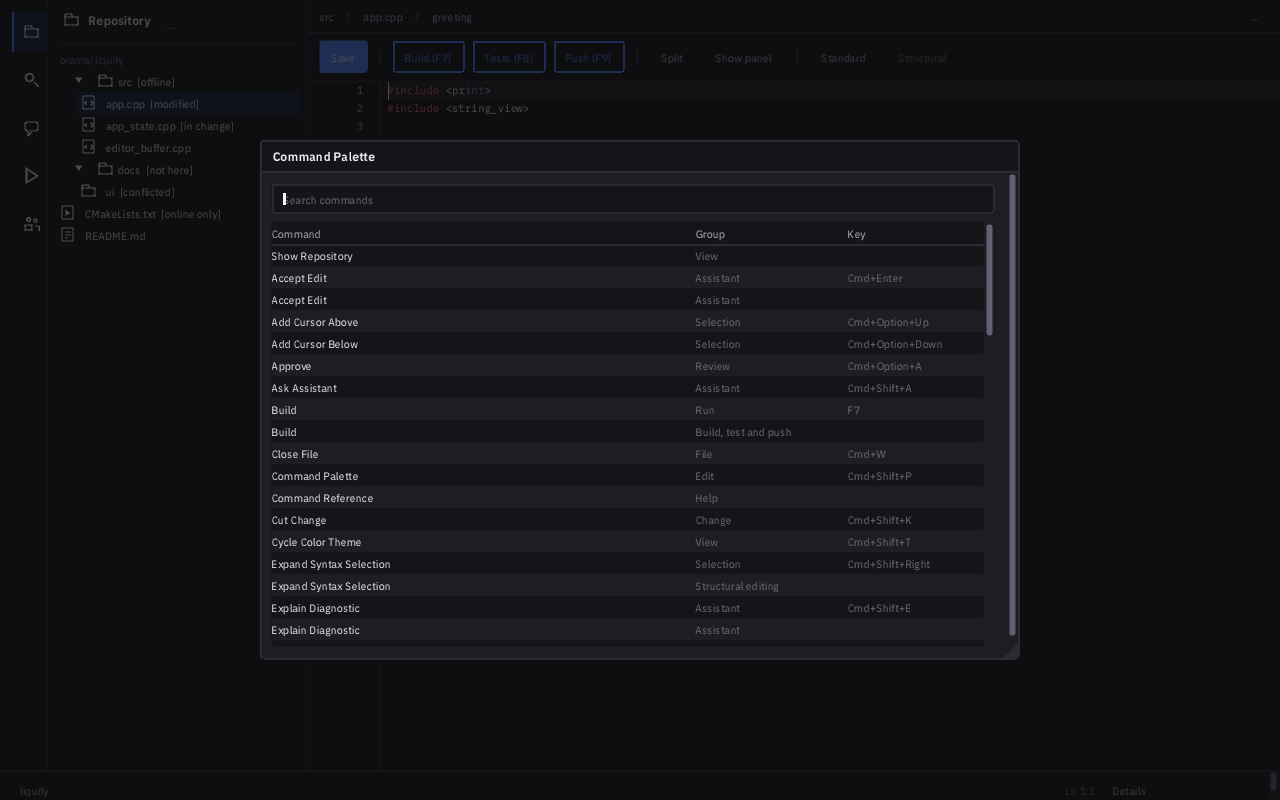 Repository ...
orama/liquify
src [offline]
app.cpp [modified]
app_state.cpp [in change]
editor_buffer.cpp
docs [not here]
ui [conflicted]
CMakeLists.txt [online only]
README.md
src / app.cpp / greeting ...
Save Build (F7) Tests (F8) Push (F9) Split Show panel Standard Structural
1 #include <print>
2 #include <string_view>
3
Command Palette
Search commands
Command Group Key
Show Repository View
Accept Edit Assistant Cmd+Enter
Accept Edit Assistant
Add Cursor Above Selection Cmd+Option+Up
Add Cursor Below Selection Cmd+Option+Down
Approve Review Cmd+Option+A
Ask Assistant Assistant Cmd+Shift+A
Build Run F7
Build Build, test and push
Close File File Cmd+W
Command Palette Edit Cmd+Shift+P
Command Reference Help
Cut Change Change Cmd+Shift+K
Cycle Color Theme View Cmd+Shift+T
Expand Syntax Selection Selection Cmd+Shift+Right
Expand Syntax Selection Structural editing
Explain Diagnostic Assistant Cmd+Shift+E
Explain Diagnostic Assistant
liquify Ln 1:1 Details